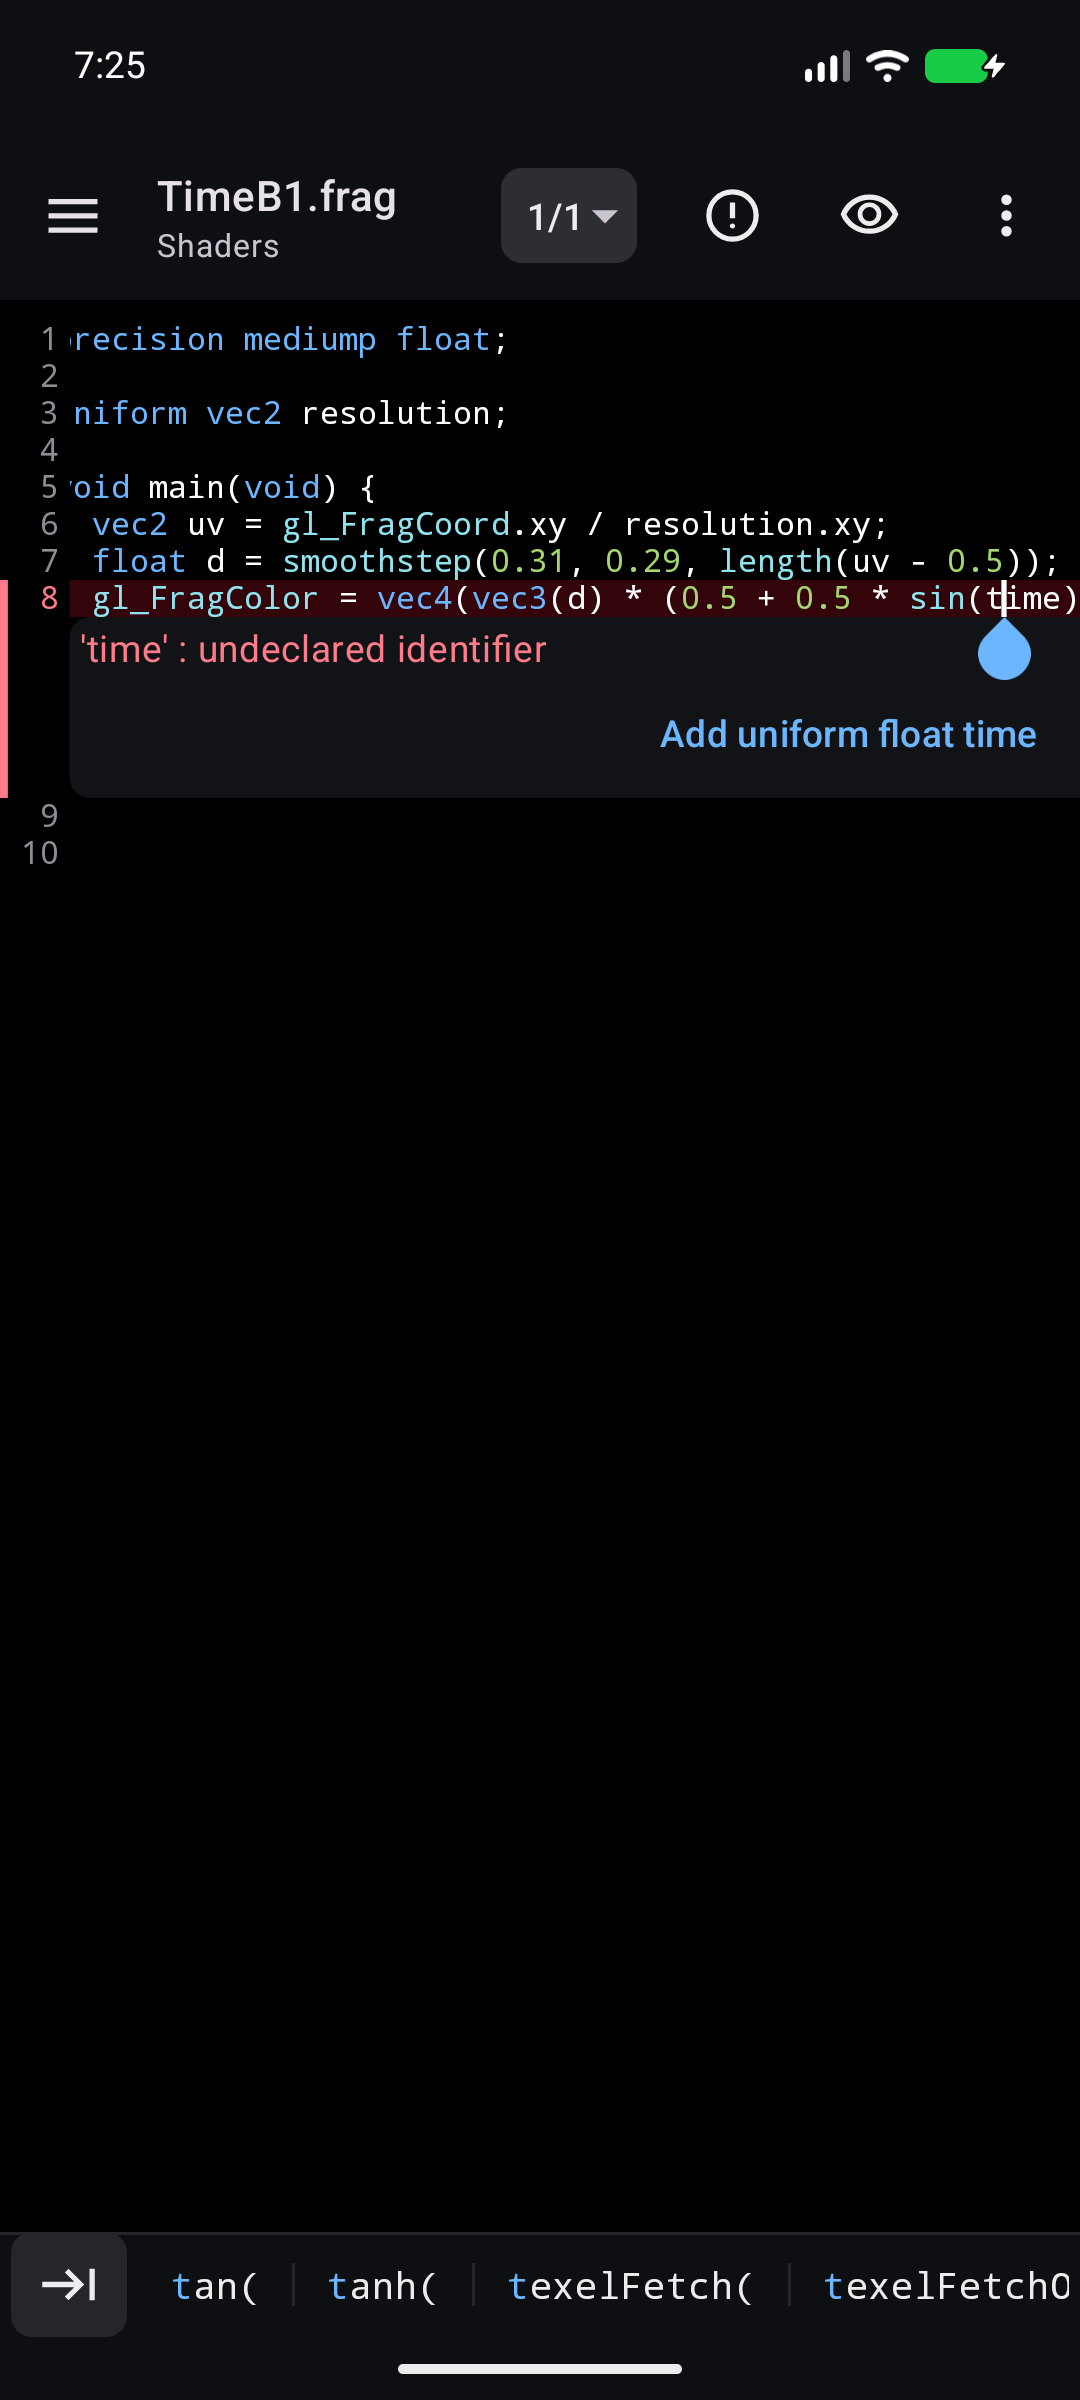 7:25
TimeB1.frag
Shaders
1/1
1 precision mediump float;
2
3 niform vec2 resolution;
4
5 void main(void) {
6 vec2 uv = gl_FragCoord.xy / resolution.xy;
7 float d = smoothstep(0.31, 0.29, length(uv - 0.5));
8 gl_FragColor = vec4(vec3(d) * (0.5 + 0.5 * sin(time)
'time' : undeclared identifier
Add uniform float time
9
10
tan( tanh( texelFetch( texelFetchO